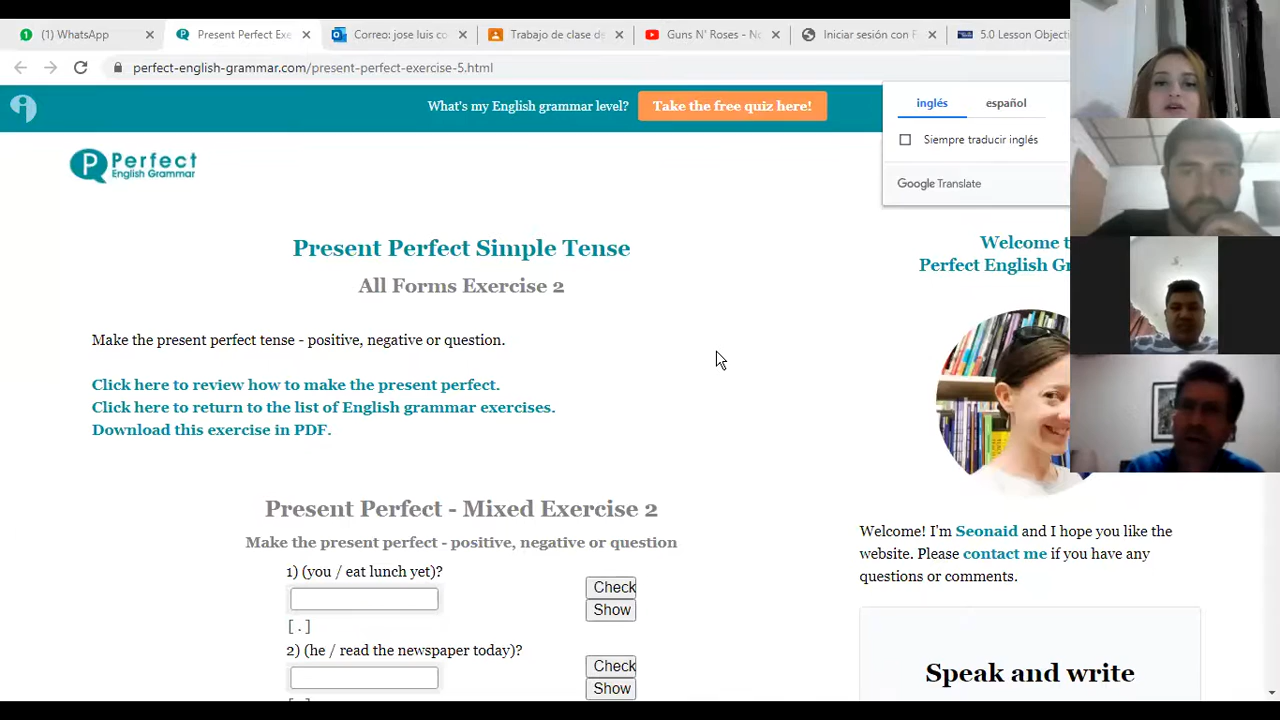 (1) WhatsApp
Present Perfect Exe
Correo: jose luis co
Trabajo de clase de
Guns N' Roses - No
Iniciar sesión con F
5.0 Lesson Objecti
perfect-english-grammar.com/present-perfect-exercise-5.html
What's my English grammar level?
Take the free quiz here!
inglés
español
Siempre traducir inglés
Google Translate
Perfect
English Grammar
Present Perfect Simple Tense
All Forms Exercise 2
Make the present perfect tense - positive, negative or question.
Click here to review how to make the present perfect.
Click here to return to the list of English grammar exercises.
Download this exercise in PDF.
Present Perfect - Mixed Exercise 2
Make the present perfect - positive, negative or question
1) (you / eat lunch yet)?
Check
Show
[ . ]
2) (he / read the newspaper today)?
Check
Show
Welcome t
Perfect English Gr
Welcome! I'm Seonaid and I hope you like the
website. Please contact me if you have any
questions or comments.
Speak and write